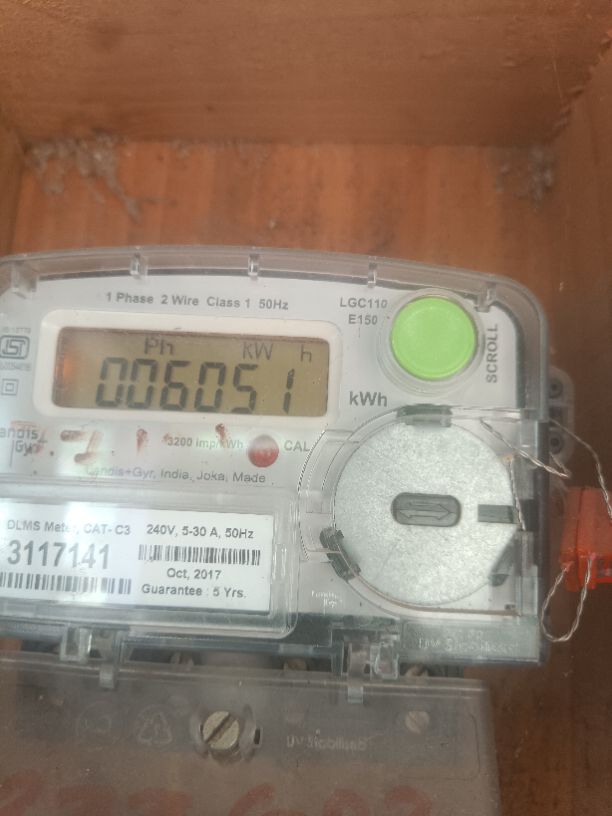 1 Phase 2 Wire Class 1 50Hz
LGC110
E150
SCROLL
Ph kW h
006051
kWh
Gyr
3200 imp/kWh
CAL
Landis+Gyr, India, Joka, Made
DLMS Meter, CAT- C3 240V, 5-30 A, 50Hz
3117141
Oct, 2017
Guarantee : 5 Yrs.